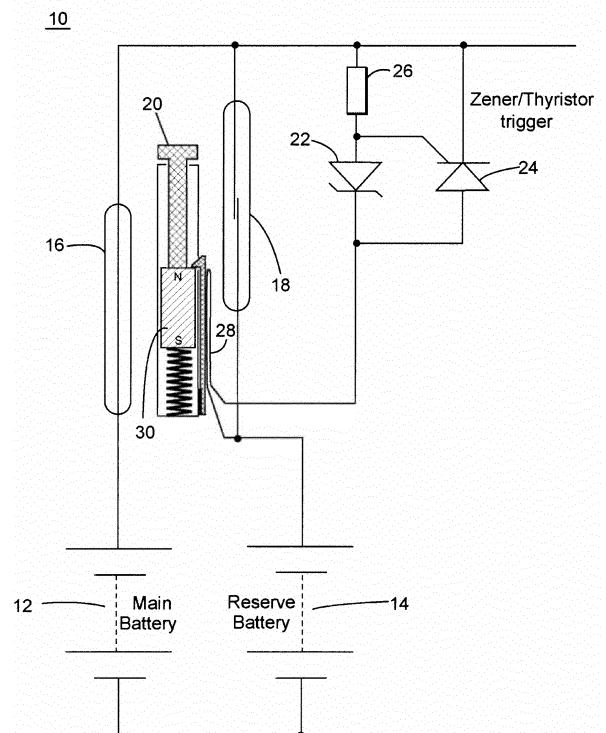 10
26
Zener/Thyristor
trigger
20
22
24
16
N
18
28
S
30
12
Main
Battery
Reserve
Battery
14